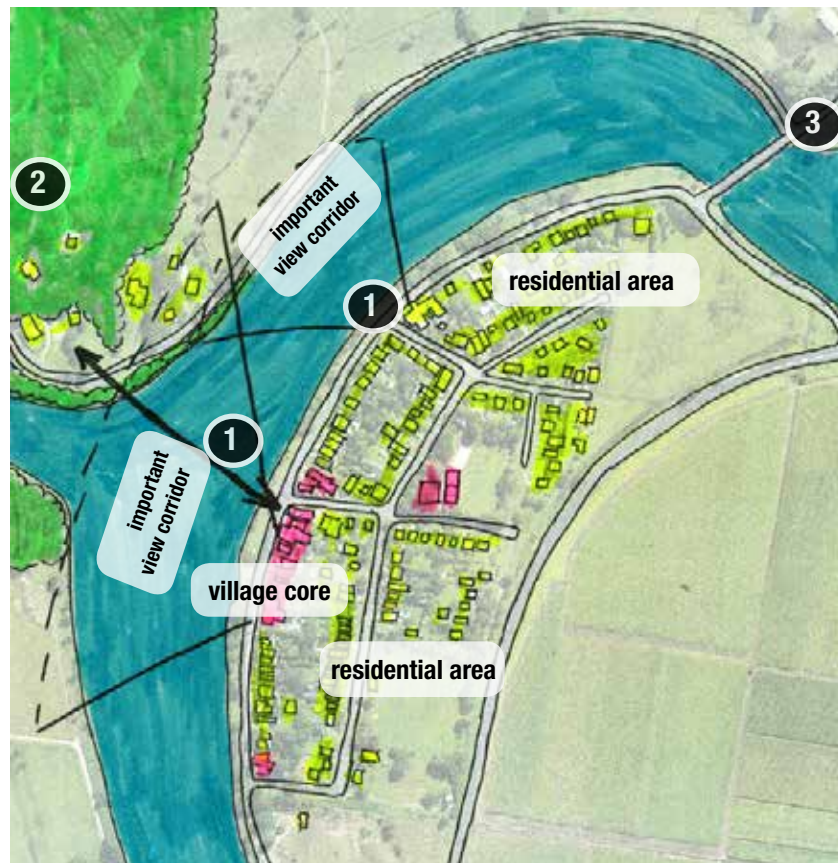 3
2
important
view corridor
residential area
1
1
important
view corridor
village core
residential area